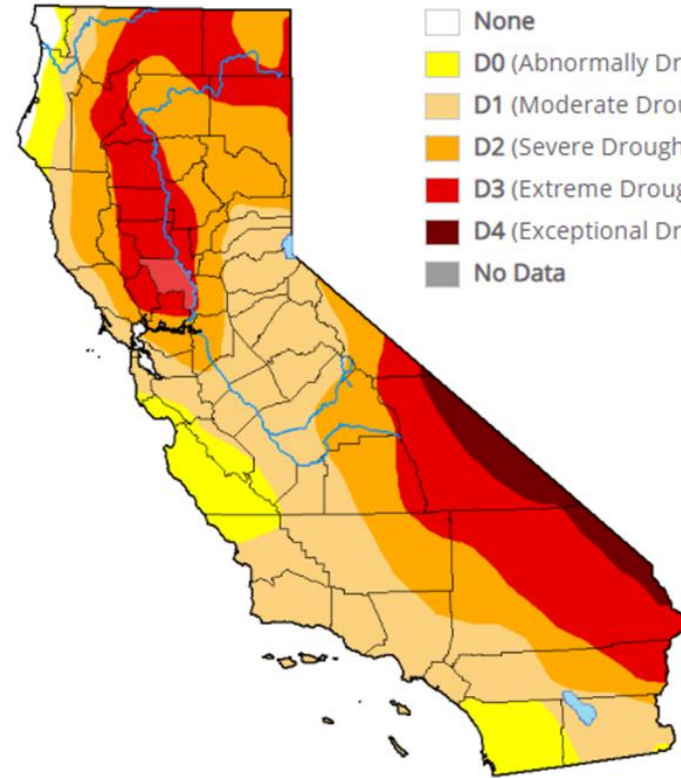 None
D0 (Abnormally Dr
D1 (Moderate Drou
D2 (Severe Drough
D3 (Extreme Droug
D4 (Exceptional Dr
No Data